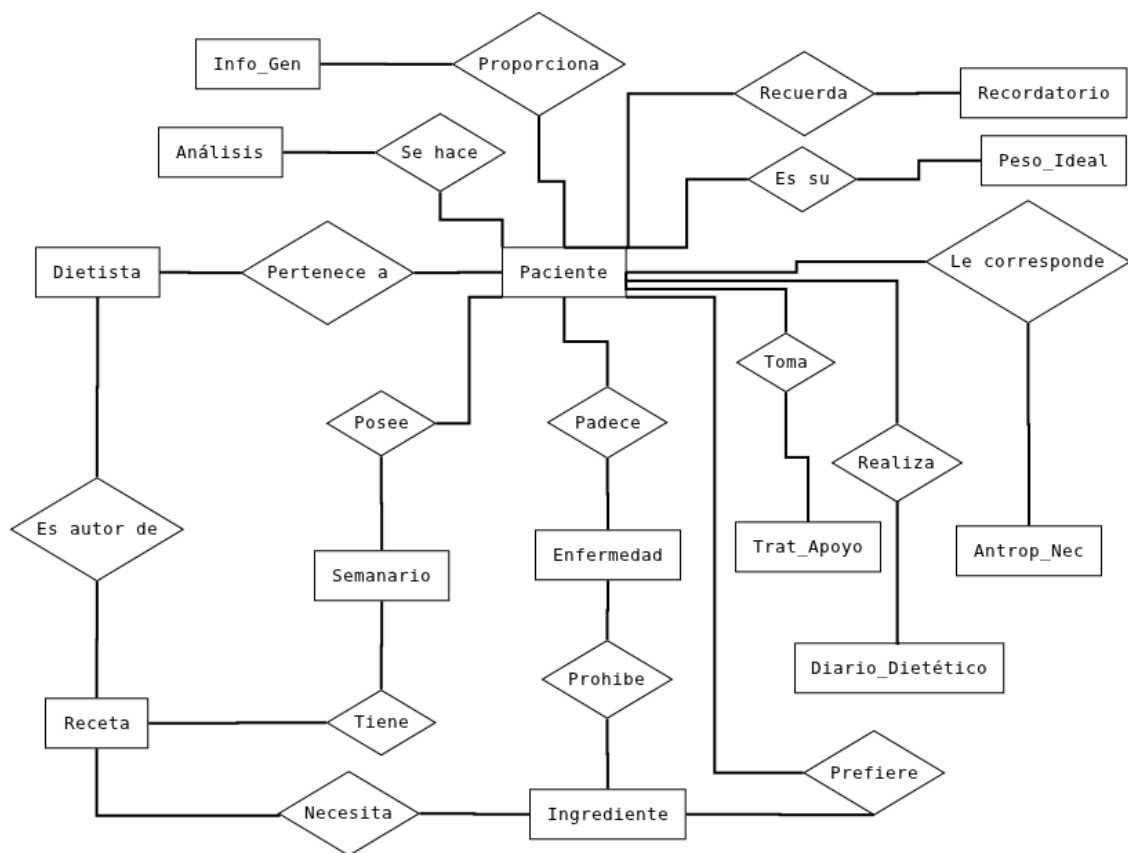 Info_Gen
Proporciona
Recuerda
Recordatorio
Análisis
Se hace
Es su
Peso_Ideal
Dietista
Pertenece a
Paciente
Le corresponde
Posee
Padece
Toma
Realiza
Es autor de
Semanario
Enfermedad
Trat_Apoyo
Antrop_Nec
Diario_Dietético
Prohibe
Receta
Tiene
Prefiere
Necesita
Ingrediente